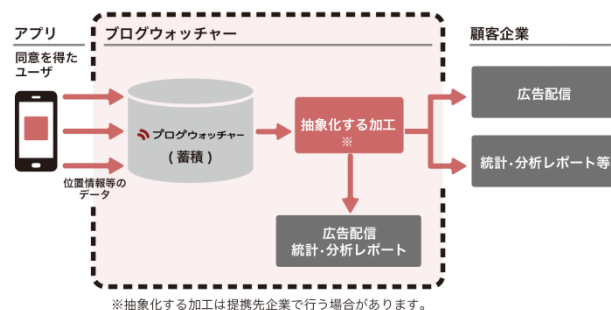 アプリ
ブログウォッチャー
顧客企業
同意を得た
ユーザ
ブログウォッチャー
(蓄積)
位置情報等の
データ
抽象化する加工
※
広告配信
統計・分析レポート
広告配信
統計・分析レポート等
※抽象化する加工は提携先企業で行う場合があります。